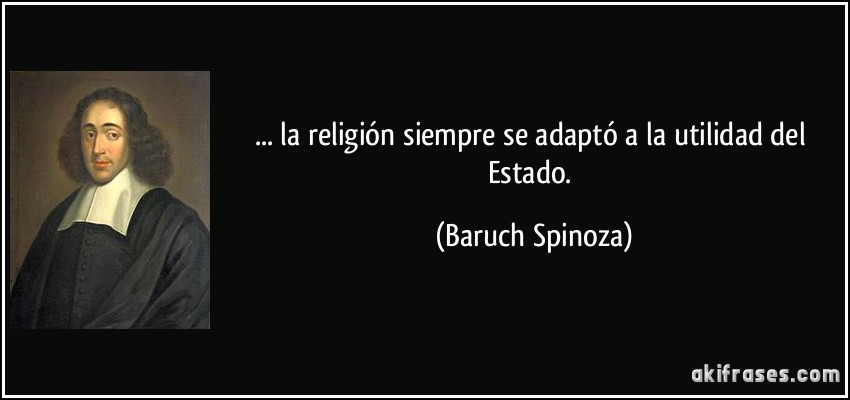 ... la religión siempre se adaptó a la utilidad del
Estado.
(Baruch Spinoza)
akifrases.com